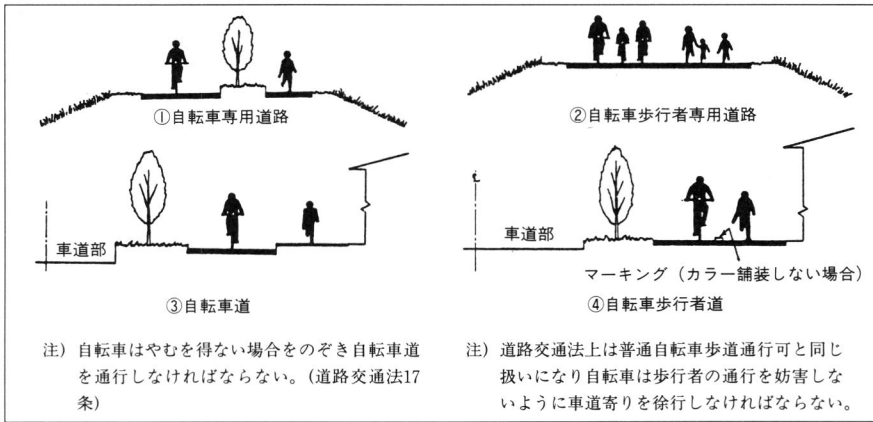 ①自転車専用道路
②自転車歩行者専用道路
車道部
③自転車道
注）自転車はやむを得ない場合をのぞき自転車道
を通行しなければならない。(道路交通法17
条)
車道部
マーキング（カラー舗装しない場合）
④自転車歩行者道
注）道路交通法上は普通自転車歩道通行可と同じ
扱いになり自転車は歩行者の通行を妨害しな
いように車道寄りを徐行しなければならない。